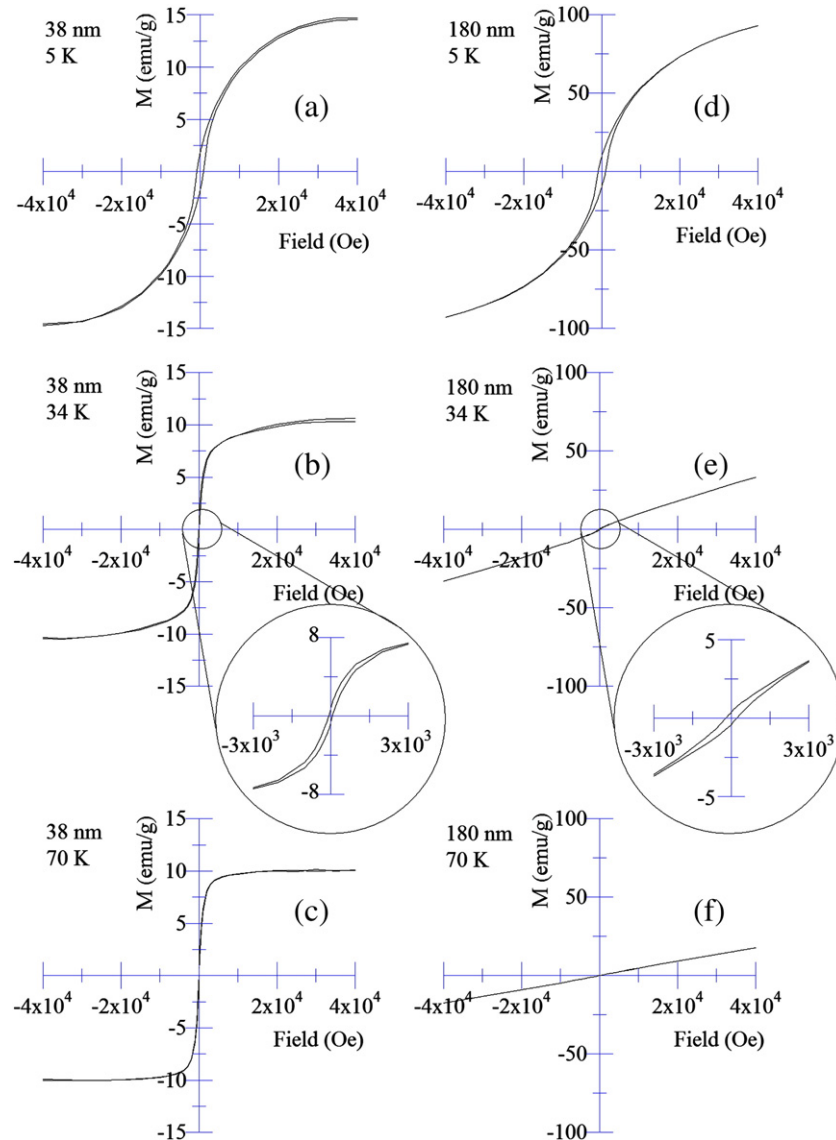 38 nm
5 K
M (emu/g)
15
10
5
-5
-10
-15
-4x10⁴
-2x10⁴
2x10⁴
4x10⁴
Field (Oe)
(a)
180 nm
5 K
M (emu/g)
100
50
-50
-100
-4x10⁴
-2x10⁴
2x10⁴
4x10⁴
Field (Oe)
(d)
38 nm
34 K
M (emu/g)
15
10
5
-5
-10
-15
-4x10⁴
-2x10⁴
2x10⁴
4x10⁴
Field (Oe)
(b)
8
-8
-3x10³
3x10³
180 nm
34 K
M (emu/g)
100
50
-50
-100
-4x10⁴
-2x10⁴
2x10⁴
4x10⁴
Field (Oe)
(e)
5
-5
-3x10³
3x10³
38 nm
70 K
M (emu/g)
15
10
5
-5
-10
-15
-4x10⁴
-2x10⁴
2x10⁴
4x10⁴
Field (Oe)
(c)
180 nm
70 K
M (emu/g)
100
50
-50
-100
-4x10⁴
-2x10⁴
2x10⁴
4x10⁴
Field (Oe)
(f)